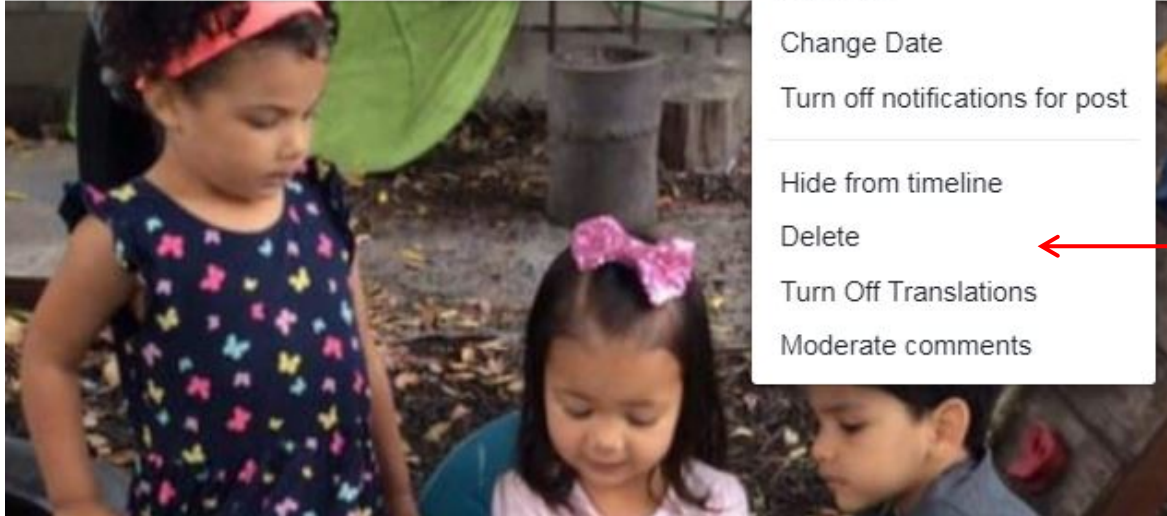 Change Date
Turn off notifications for post
Hide from timeline
Delete
Turn Off Translations
Moderate comments